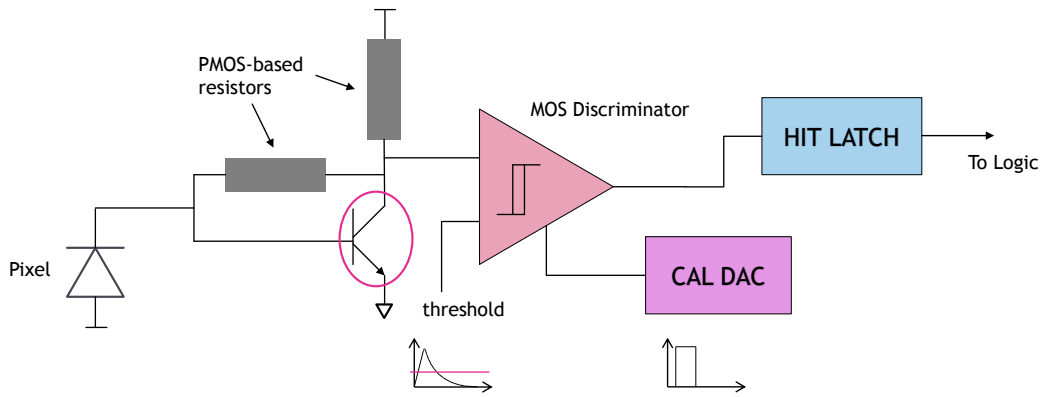 PMOS-based
resistors
MOS Discriminator
HIT LATCH
To Logic
Pixel
CAL DAC
threshold